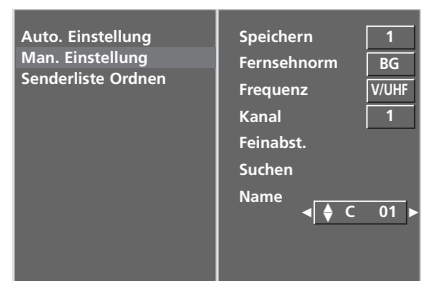 Auto. Einstellung
Man. Einstellung
Senderliste Ordnen
Speichern 1
Fernsehnorm BG
Frequenz V/UHF
Kanal 1
Feinabst.
Suchen
Name
C 01